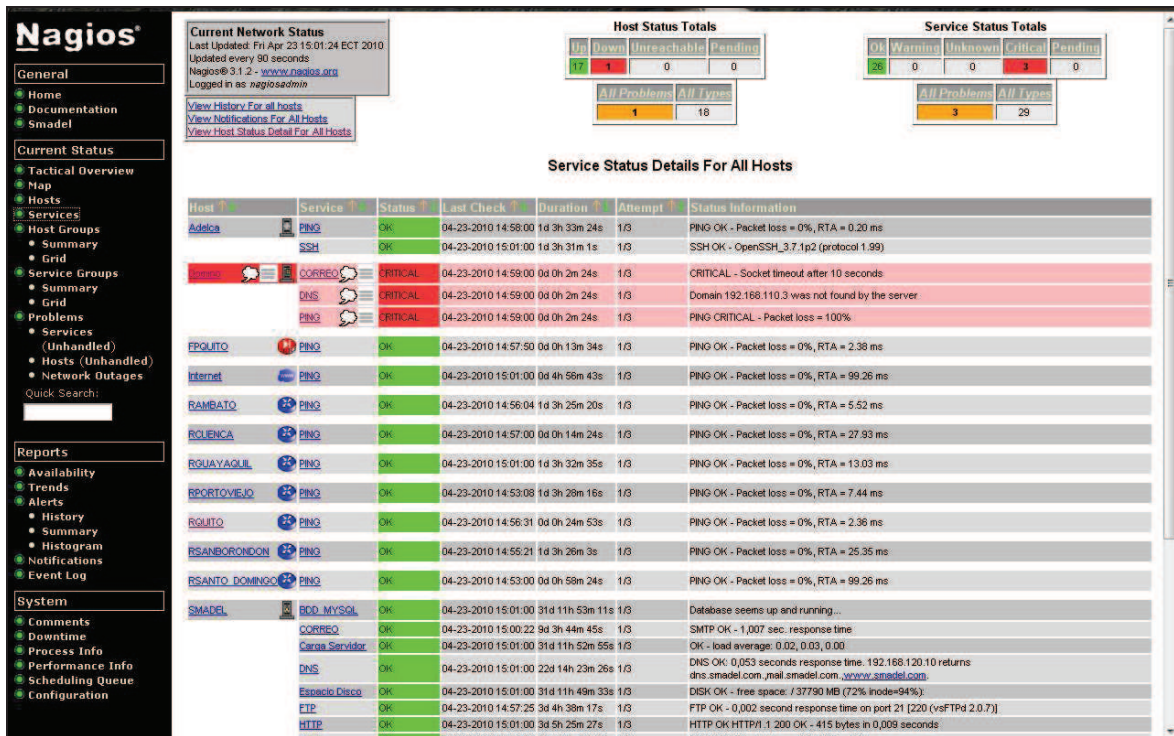 Nagios®
General
Home
Documentation
Smadel
Current Status
Tactical Overview
Map
Hosts
Services
Host Groups
Summary
Grid
Service Groups
Summary
Grid
Problems
Services
(Unhandled)
Hosts (Unhandled)
Network Outages
Quick Search:
Reports
Availability
Trends
Alerts
History
Summary
Histogram
Notifications
Event Log
System
Comments
Downtime
Process Info
Performance Info
Scheduling Queue
Configuration
Current Network Status
Last Updated: Fri Apr 23 15:01:24 ECT 2010
Updated every 90 seconds
Nagios® 3.1.2 - www.nagios.org
Logged in as nagiosadmin
View History For all hosts
View Notifications For All Hosts
View Host Status Detail For All Hosts
Host Status Totals
Up Down Unreachable Pending
17 1 0 0
All Problems All Types
1 18
Service Status Totals
Ok Warning Unknown Critical Pending
26 0 0 3 0
All Problems All Types
3 29
Service Status Details For All Hosts
Host Service Status Last Check Duration Attempt Status Information
Adelca PING OK 04-23-2010 14:58:00 1d 3h 33m 24s 1/3 PING OK - Packet loss = 0%, RTA = 0.20 ms
SSH OK 04-23-2010 15:01:00 1d 3h 31m 1s 1/3 SSH OK - OpenSSH_3.7.1p2 (protocol 1.99)
CORREO CRITICAL 04-23-2010 14:59:00 0d 0h 2m 24s 1/3 CRITICAL - Socket timeout after 10 seconds
DNS CRITICAL 04-23-2010 14:59:00 0d 0h 2m 24s 1/3 Domain 192.168.110.3 was not found by the server
PING CRITICAL 04-23-2010 14:59:00 0d 0h 2m 24s 1/3 PING CRITICAL - Packet loss = 100%
FPQUITO PING OK 04-23-2010 14:57:50 0d 0h 13m 34s 1/3 PING OK - Packet loss = 0%, RTA = 2.38 ms
Internet PING OK 04-23-2010 15:01:00 0d 4h 56m 43s 1/3 PING OK - Packet loss = 0%, RTA = 99.26 ms
RAMBATO PING OK 04-23-2010 14:56:04 1d 3h 25m 20s 1/3 PING OK - Packet loss = 0%, RTA = 5.52 ms
RCUENCA PING OK 04-23-2010 14:57:00 0d 0h 14m 24s 1/3 PING OK - Packet loss = 0%, RTA = 27.93 ms
RGUAYAQUIL PING OK 04-23-2010 15:01:00 1d 3h 32m 35s 1/3 PING OK - Packet loss = 0%, RTA = 13.03 ms
RPORTOVIEJO PING OK 04-23-2010 14:53:08 1d 3h 28m 16s 1/3 PING OK - Packet loss = 0%, RTA = 7.44 ms
RQUITO PING OK 04-23-2010 14:56:31 0d 0h 24m 53s 1/3 PING OK - Packet loss = 0%, RTA = 2.36 ms
RSANBORONDON PING OK 04-23-2010 14:55:21 1d 3h 26m 3s 1/3 PING OK - Packet loss = 0%, RTA = 25.35 ms
RSANTO_DOMINGO PING OK 04-23-2010 14:53:00 0d 0h 58m 24s 1/3 PING OK - Packet loss = 0%, RTA = 99.26 ms
SMADEL BDD_MYSQL OK 04-23-2010 15:01:00 31d 11h 53m 11s 1/3 Database seems up and running...
CORREO OK 04-23-2010 15:00:22 9d 3h 44m 45s 1/3 SMTP OK - 1,007 sec. response time
Carga Servidor OK 04-23-2010 15:01:00 31d 11h 52m 55s 1/3 OK - load average: 0.02, 0.03, 0.00
DNS OK 04-23-2010 15:01:00 22d 14h 23m 26s 1/3 DNS OK: 0,053 seconds response time. 192.168.120.10 returns
dns.smadel.com.,mail.smadel.com.,www.smadel.com.
Espacio Disco OK 04-23-2010 15:01:00 31d 11h 49m 33s 1/3 DISK OK - free space: / 37790 MB (72% inode=94%):
FTP OK 04-23-2010 14:57:25 3d 4h 38m 17s 1/3 FTP OK - 0,002 second response time on port 21 [220 (vsFTPd 2.0.7)]
HTTP OK 04-23-2010 15:01:00 3d 5h 25m 27s 1/3 HTTP OK HTTP/1.1 200 OK - 415 bytes in 0,009 seconds